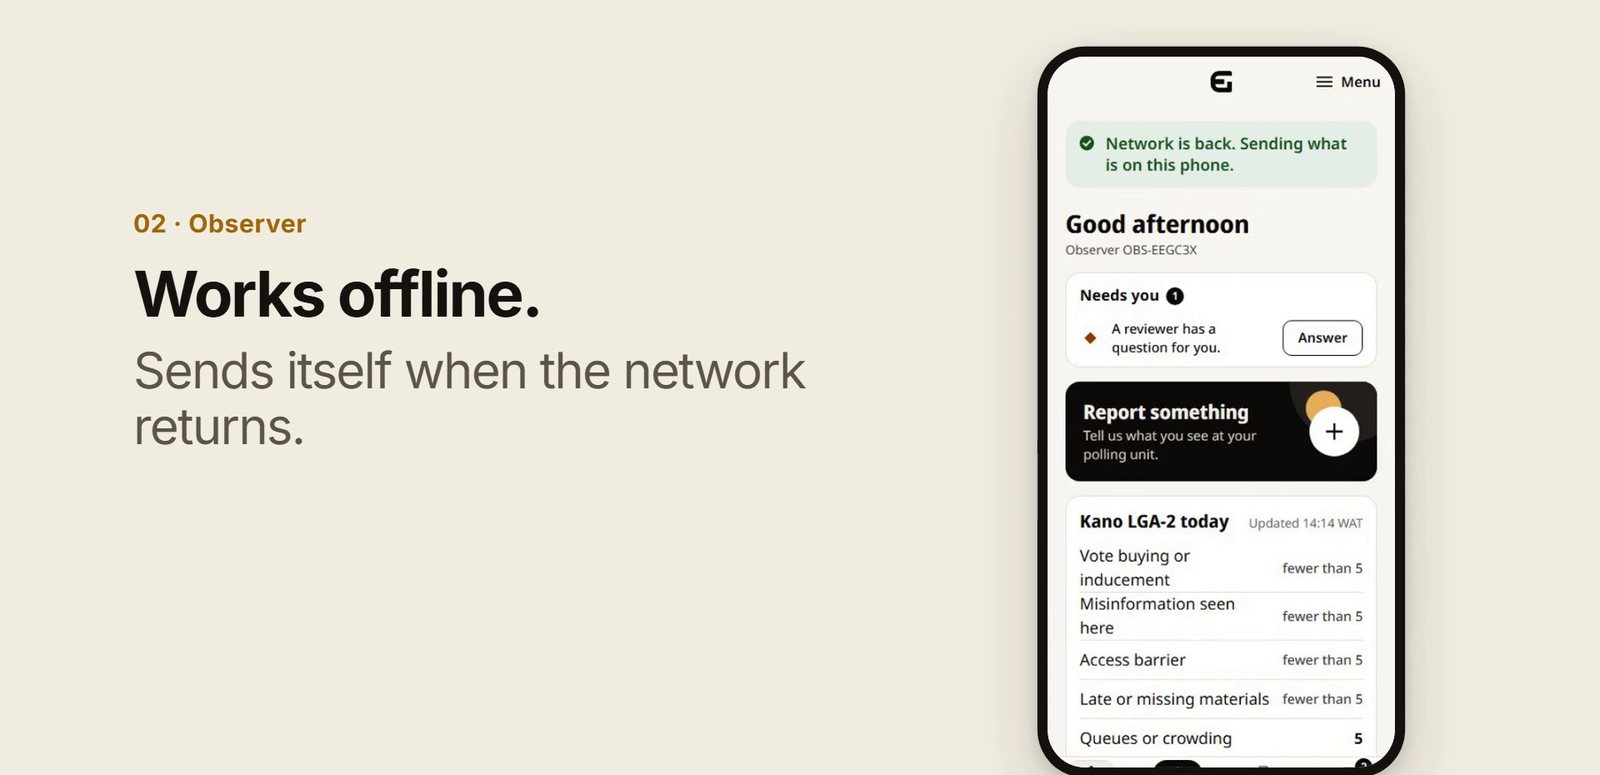 02 · Observer
Works offline.
Sends itself when the network
returns.
Menu
Network is back. Sending what
is on this phone.
Good afternoon
Observer OBS-EEGC3X
Needs you 1
A reviewer has a
question for you.
Answer
Report something
Tell us what you see at your
polling unit.
Kano LGA-2 today
Updated 14:14 WAT
Vote buying or
inducement
fewer than 5
Misinformation seen
here
fewer than 5
Access barrier
fewer than 5
Late or missing materials
fewer than 5
Queues or crowding
5